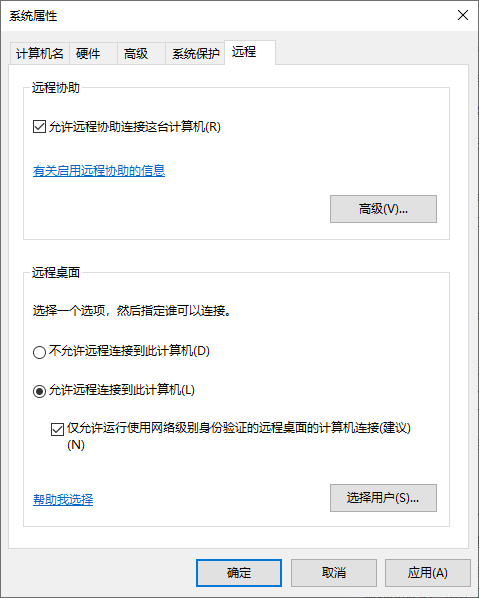 系统属性
计算机名
硬件
高级
系统保护
远程
远程协助
允许远程协助连接这台计算机(R)
有关启用远程协助的信息
高级(V)...
远程桌面
选择一个选项，然后指定谁可以连接。
不允许远程连接到此计算机(D)
允许远程连接到此计算机(L)
仅允许运行使用网络级别身份验证的远程桌面的计算机连接(建议)
(N)
帮助我选择
选择用户(S)...
确定
取消
应用(A)